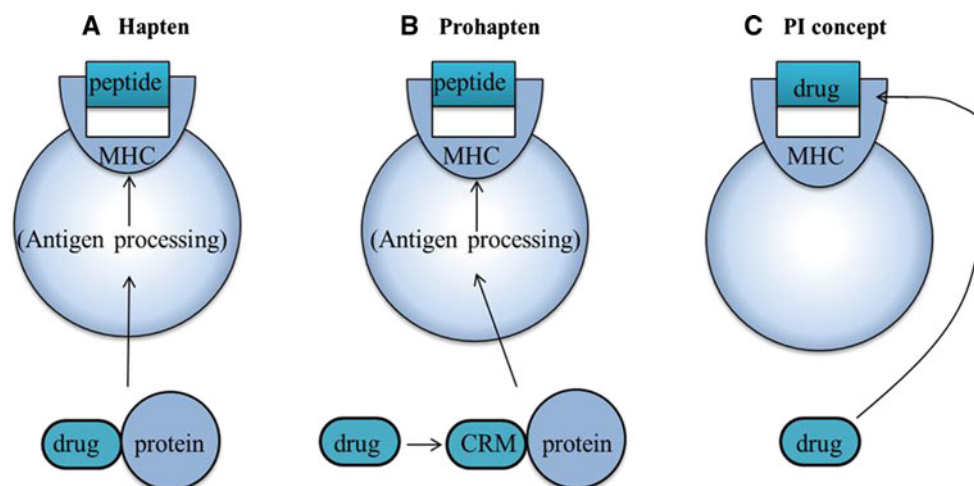 A Hapten
peptide
MHC
(Antigen processing)
drug
protein
B Prohapten
peptide
MHC
(Antigen processing)
drug
CRM
protein
C PI concept
drug
MHC
drug